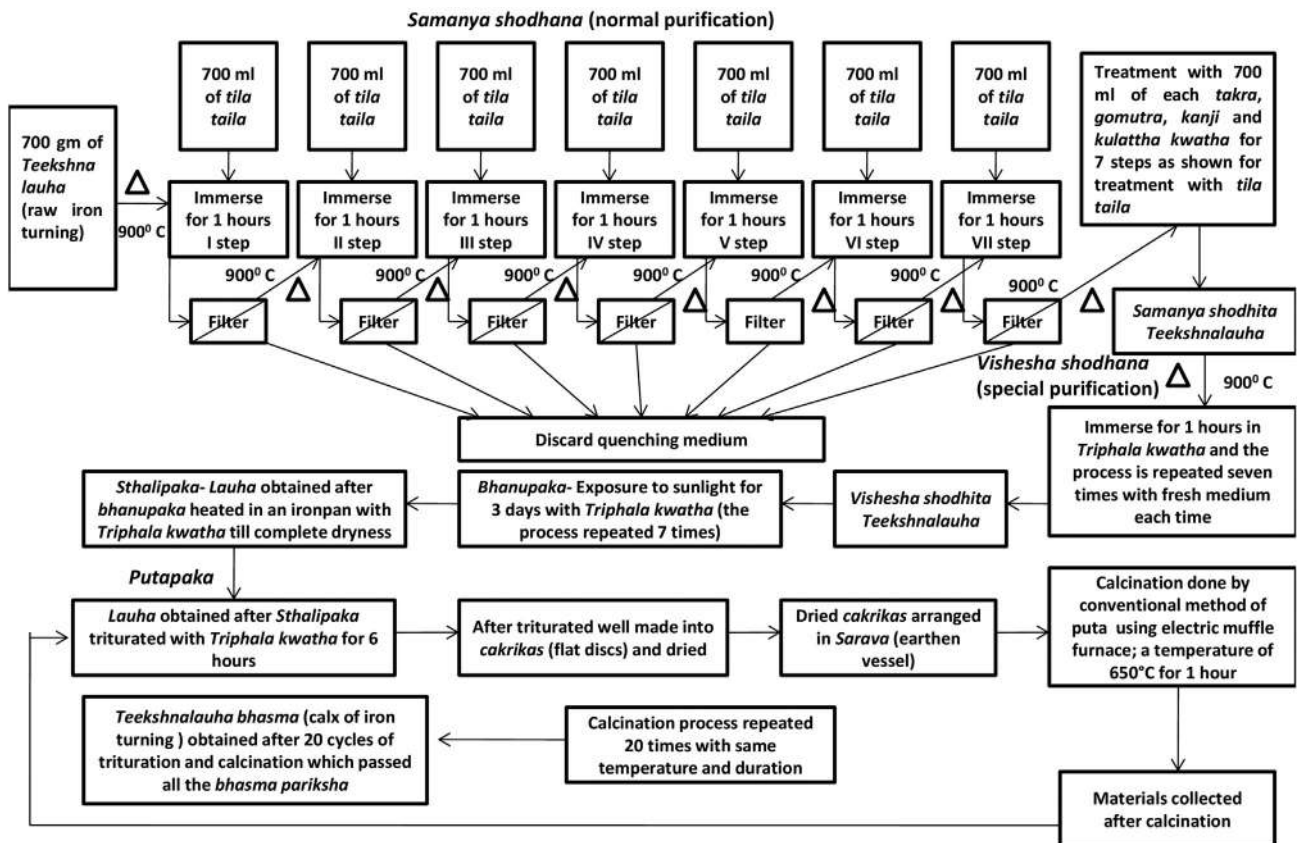 Samanya shodhana (normal purification)
700 ml
of tila
taila
700 ml
of tila
taila
700 ml
of tila
taila
700 ml
of tila
taila
700 ml
of tila
taila
700 ml
of tila
taila
700 ml
of tila
taila
Treatment with 700
ml of each takra,
gomutra, kanji and
kulattha kwatha for
7 steps as shown for
treatment with tila
taila
700 gm of
Teekshna
lauha
(raw iron
turning)
Δ
900⁰ C
Immerse
for 1 hours
I step
Immerse
for 1 hours
II step
Immerse
for 1 hours
III step
Immerse
for 1 hours
IV step
Immerse
for 1 hours
V step
Immerse
for 1 hours
VI step
Immerse
for 1 hours
VII step
900⁰ C
Δ
900⁰ C
Δ
900⁰ C
Δ
900⁰ C
Δ
900⁰ C
Δ
900⁰ C
Δ
900⁰ C
Δ
Filter
Filter
Filter
Filter
Filter
Filter
Filter
Samanya shodhita
Teekshnalauha
Vishesha shodhana
(special purification)
Δ
900⁰ C
Discard quenching medium
Immerse for 1 hours in
Triphala kwatha and the
process is repeated seven
times with fresh medium
each time
Vishesha shodhita
Teekshnalauha
Bhanupaka- Exposure to sunlight for
3 days with Triphala kwatha (the
process repeated 7 times)
Sthalipaka- Lauha obtained after
bhanupaka heated in an ironpan with
Triphala kwatha till complete dryness
Putapaka
Lauha obtained after Sthalipaka
triturated with Triphala kwatha for 6
hours
After triturated well made into
cakrikas (flat discs) and dried
Dried cakrikas arranged
in Sarava (earthen
vessel)
Calcination done by
conventional method of
puta using electric muffle
furnace; a temperature of
650°C for 1 hour
Materials collected
after calcination
Calcination process repeated
20 times with same
temperature and duration
Teekshnalauha bhasma (calx of iron
turning ) obtained after 20 cycles of
trituration and calcination which passed
all the bhasma pariksha